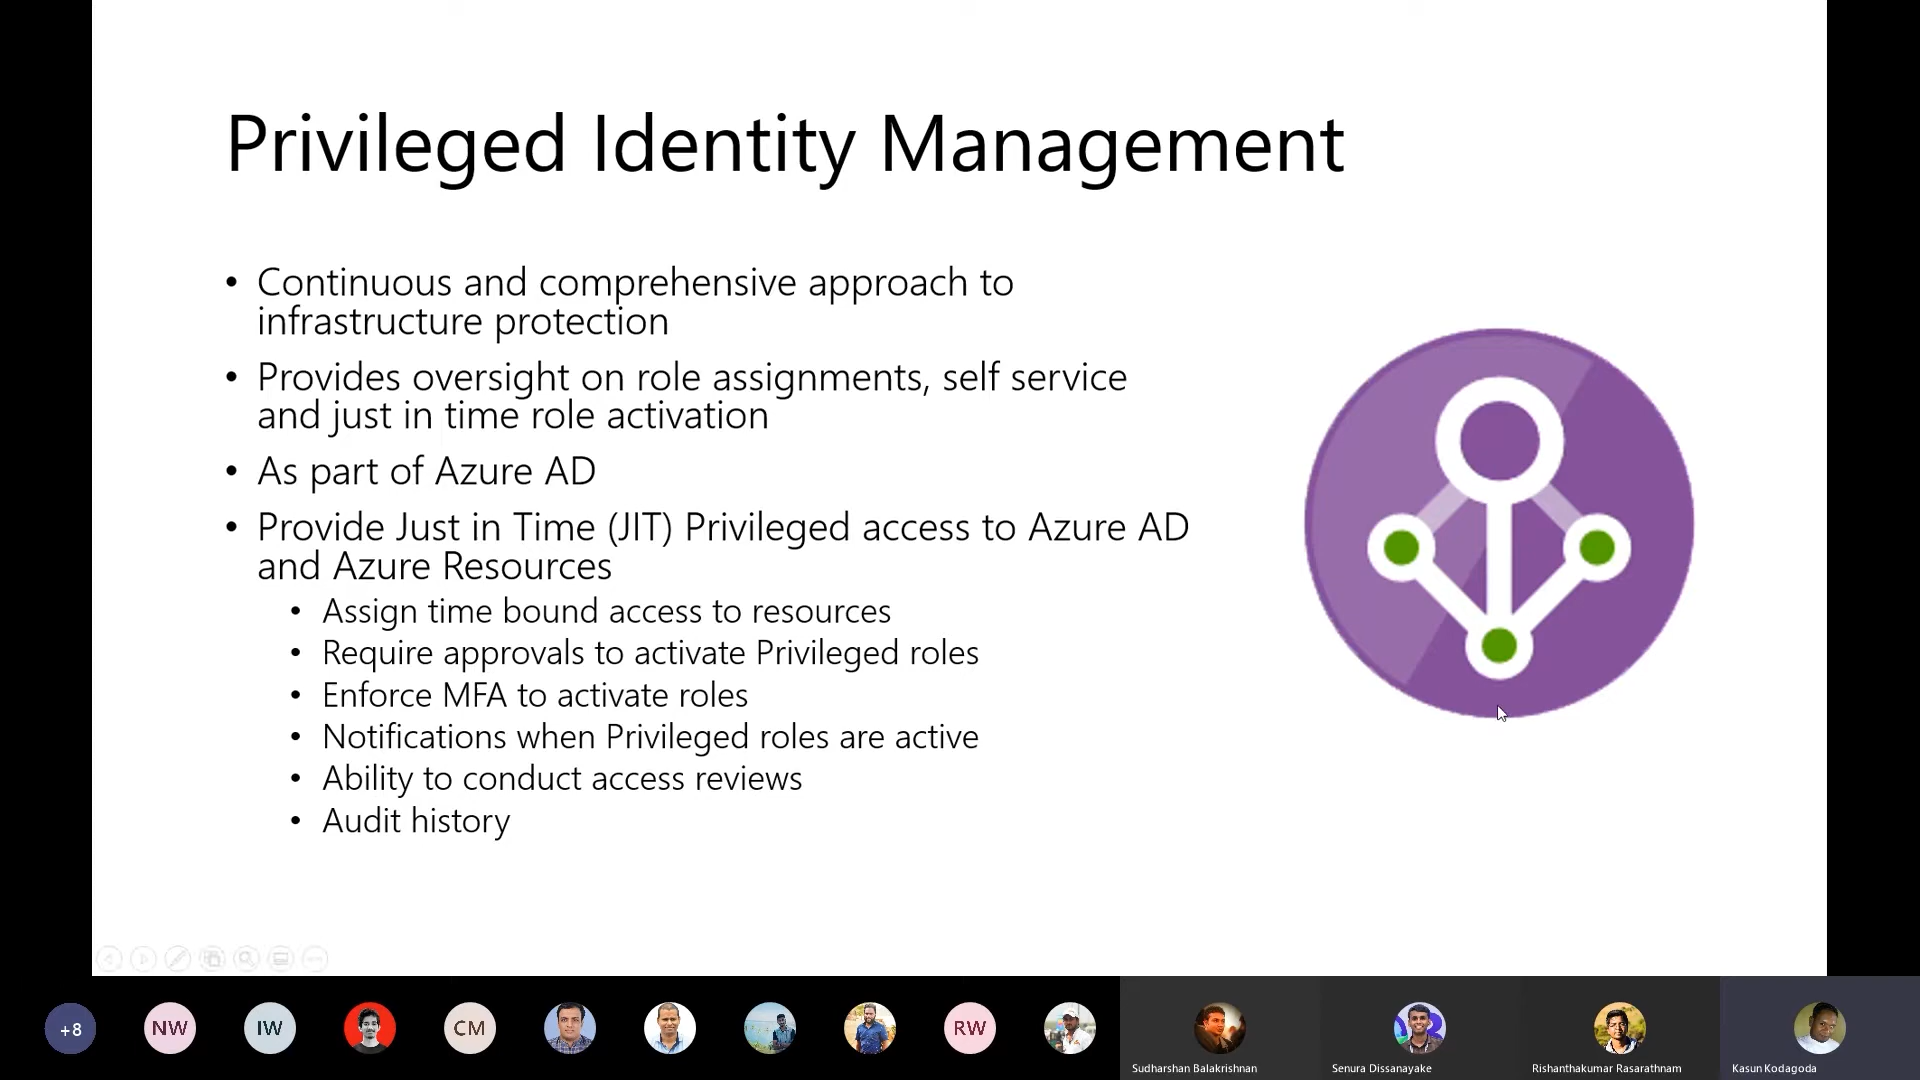 Privileged Identity Management
• Continuous and comprehensive approach to
infrastructure protection
• Provides oversight on role assignments, self service
and just in time role activation
• As part of Azure AD
• Provide Just in Time (JIT) Privileged access to Azure AD
and Azure Resources
• Assign time bound access to resources
• Require approvals to activate Privileged roles
• Enforce MFA to activate roles
• Notifications when Privileged roles are active
• Ability to conduct access reviews
• Audit history
+8
NW
IW
CM
RW
Sudharshan Balakrishnan
Senura Dissanayake
Rishanthakumar Rasarathnam
Kasun Kodagoda